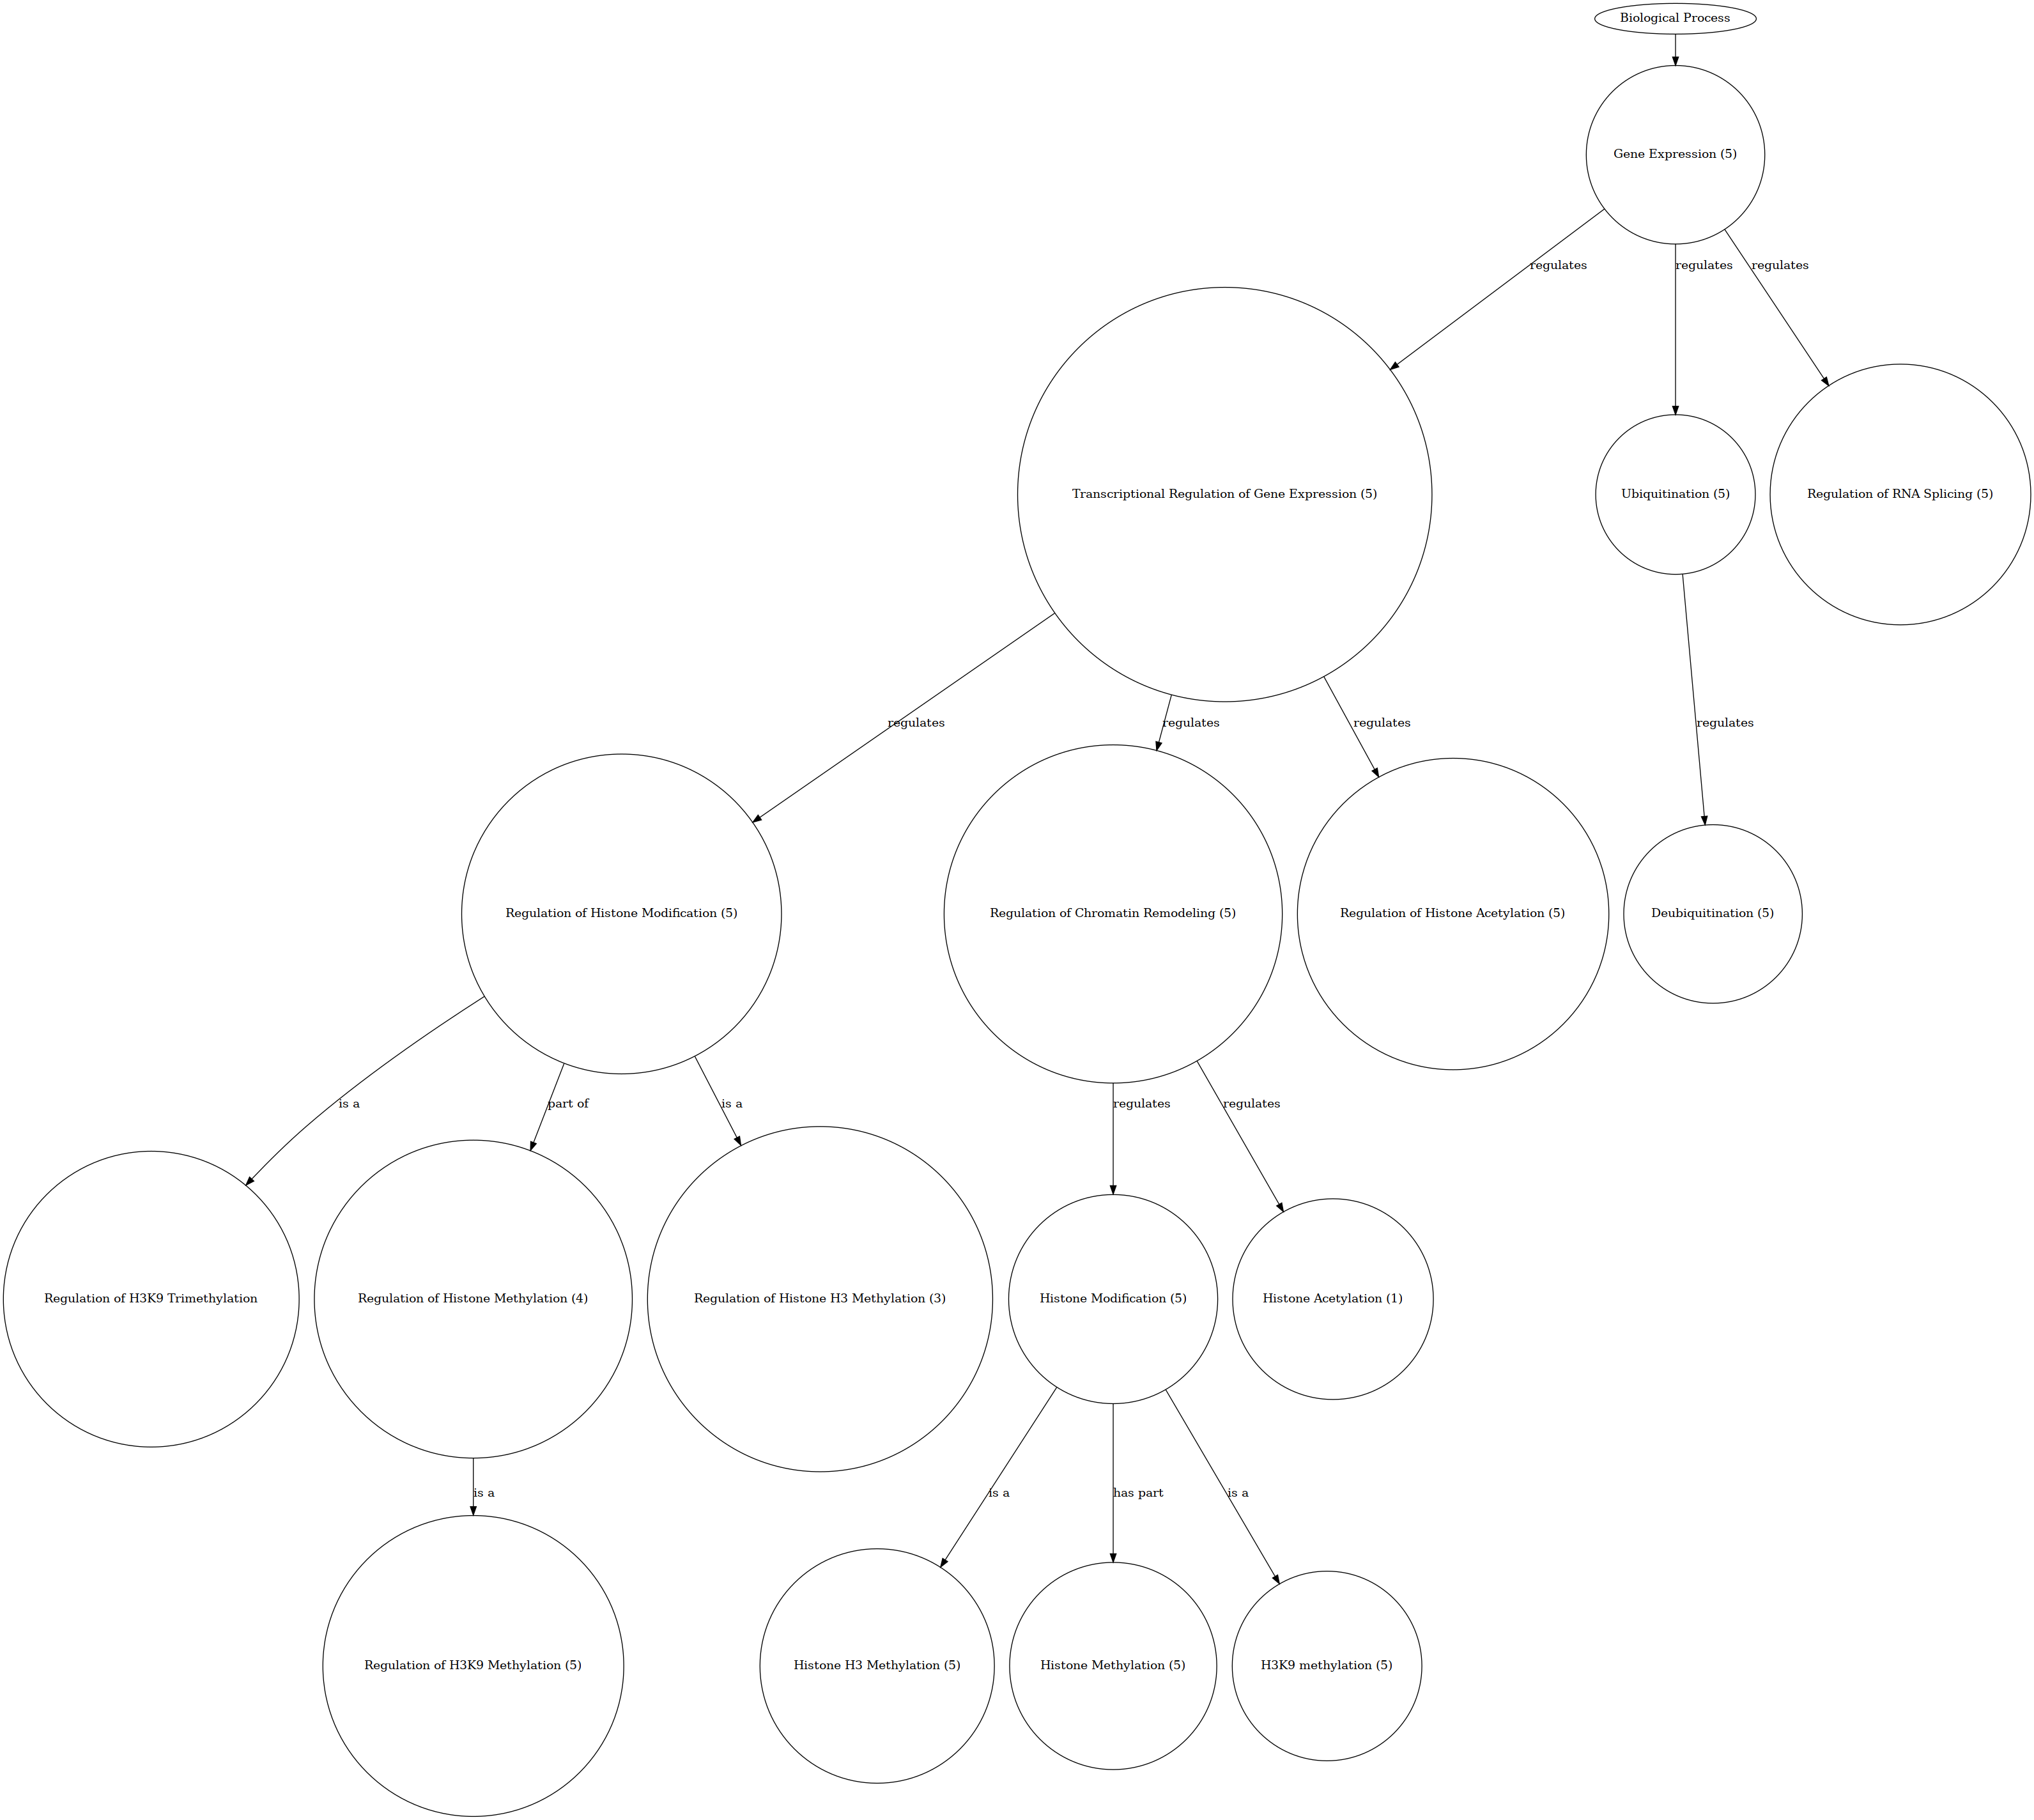 Biological Process
Gene Expression (5)
regulates
regulates
regulates
Transcriptional Regulation of Gene Expression (5)
Ubiquitination (5)
Regulation of RNA Splicing (5)
regulates
regulates
regulates
regulates
Regulation of Histone Modification (5)
Regulation of Chromatin Remodeling (5)
Regulation of Histone Acetylation (5)
Deubiquitination (5)
is a
part of
is a
regulates
regulates
Regulation of H3K9 Trimethylation
Regulation of Histone Methylation (4)
Regulation of Histone H3 Methylation (3)
Histone Modification (5)
Histone Acetylation (1)
is a
is a
has part
is a
Regulation of H3K9 Methylation (5)
Histone H3 Methylation (5)
Histone Methylation (5)
H3K9 methylation (5)